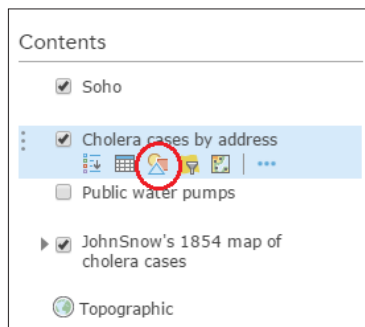 Contents
Soho
Cholera cases by address
Public water pumps
JohnSnow's 1854 map of
cholera cases
Topographic